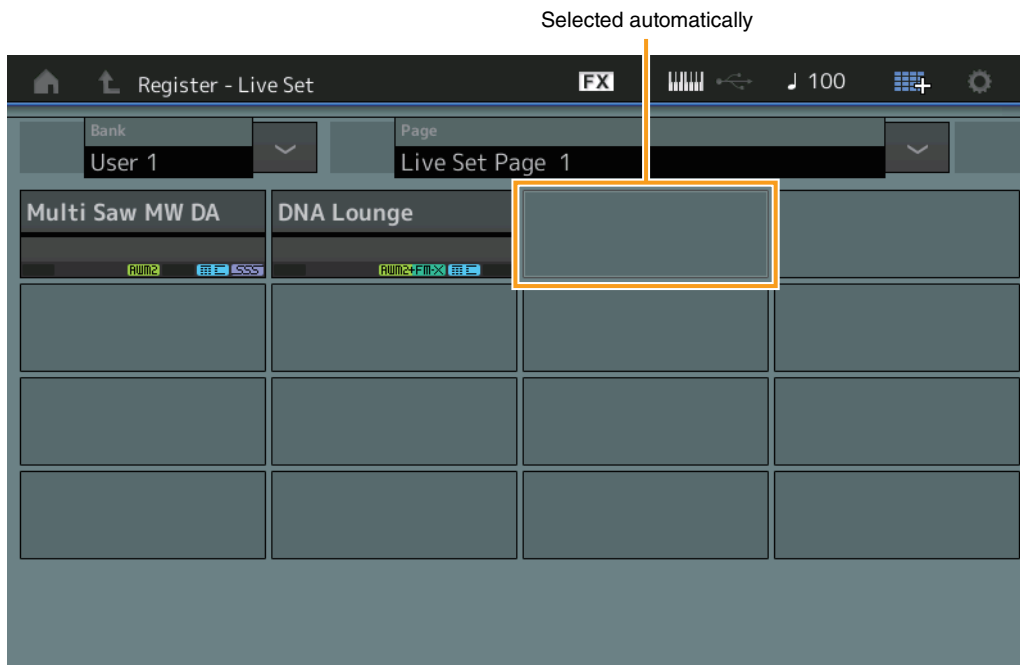 Selected automatically
Register - Live Set
FX
♩ 100
Bank
User 1
Page
Live Set Page 1
Multi Saw MW DA
DNA Lounge
AWM2
SSS
AWM2+FM-X